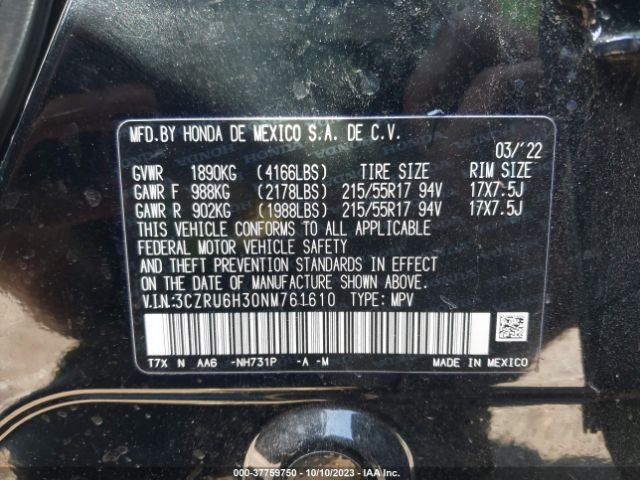 MFD.BY HONDA DE MEXICO S.A. DE C.V.
03/'22
GVWR 1890KG (4166LBS) TIRE SIZE RIM SIZE
GAWR F 988KG (2178LBS) 215/55R17 94V 17X7.5J
GAWR R 902KG (1988LBS) 215/55R17 94V 17X7.5J
THIS VEHICLE CONFORMS TO ALL APPLICABLE
FEDERAL MOTOR VEHICLE SAFETY
AND THEFT PREVENTION STANDARDS IN EFFECT
ON THE DATE OF MANUFACTURE SHOWN ABOVE.
V.I.N.:3CZRU6H30NM761610 TYPE: MPV
T7X N AA6 -NH731P -A -M
MADE IN MEXICO
000-37759750 - 10/10/2023 - IAA Inc.